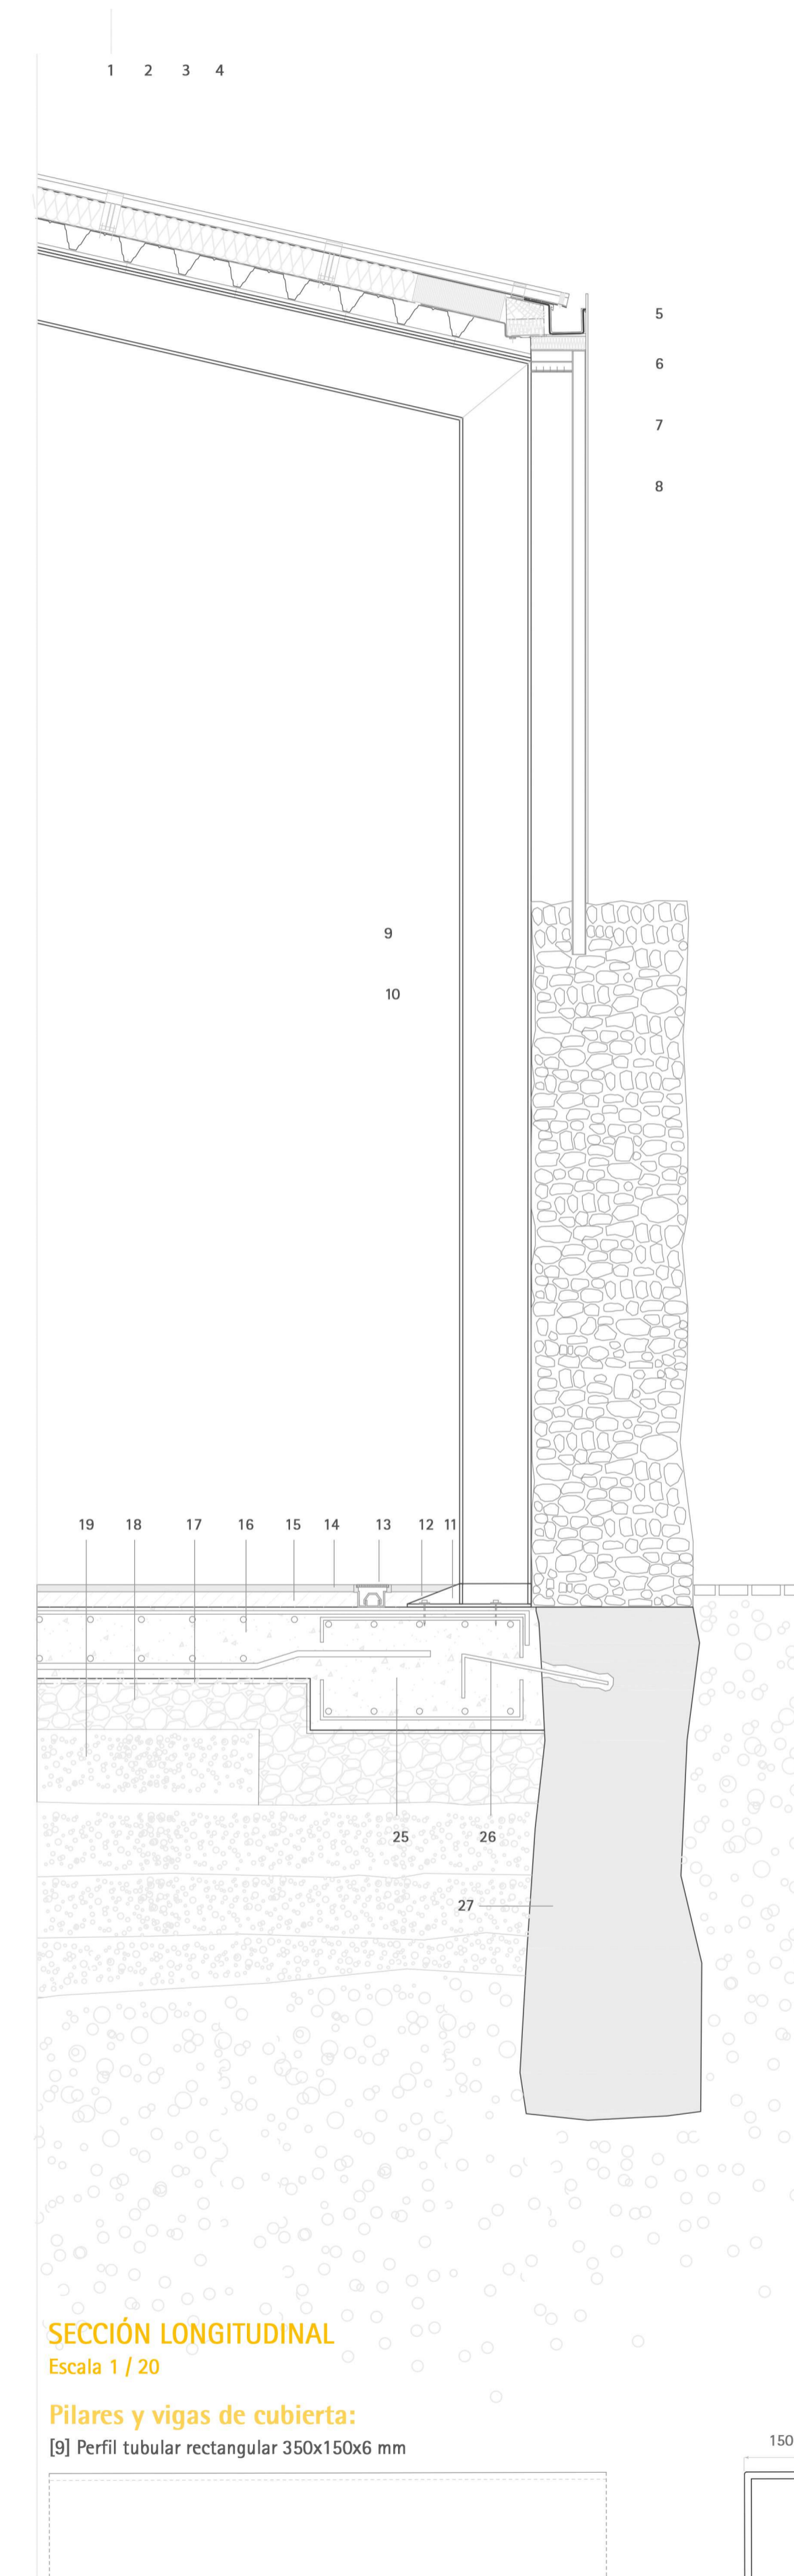 1 2 3 4
5
6
7
8
9
10
19 18 17 16 15 14 13 12 11
25 26
27
SECCIÓN LONGITUDINAL
Escala 1 / 20
Pilares y vigas de cubierta:
[9] Perfil tubular rectangular 350x150x6 mm
150